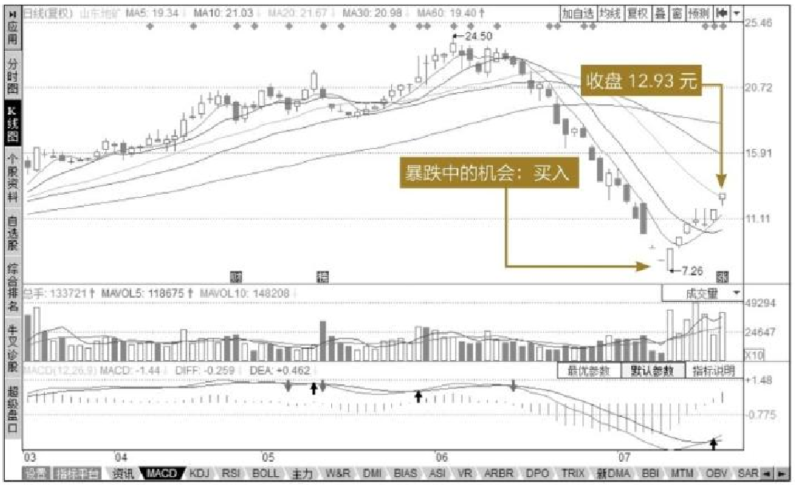 日线(复权) 山东地矿 MA5: 19.34↓ MA10: 21.03↓ MA20: 21.67↓ MA30: 20.98↓ MA60: 19.40↑
加自选 均线 复权 叠 窗 预测
25.46
24.50
20.72
收盘 12.93 元
15.91
暴跌中的机会：买入
11.11
7.26
财 榜 涨
总手: 133721↑ MAVOL5: 118675↑ MAVOL10: 148208↓
成交量
49294
24647
X10
MACD(12,26,9) MACD: -1.44↓ DIFF: -0.259↓ DEA: +0.462↓
最优参数 默认参数 指标说明
+1.48
-0.775
03 04 05 06 07
设置 指标平台 资讯 MACD KDJ RSI BOLL 主力 W&R DMI BIAS ASI VR ARBR DPO TRIX 新DMA BBI MTM OBV SAR
应用
分时图
K线图
个股资料
自选股
综合排名
牛叉诊股
超级盘口